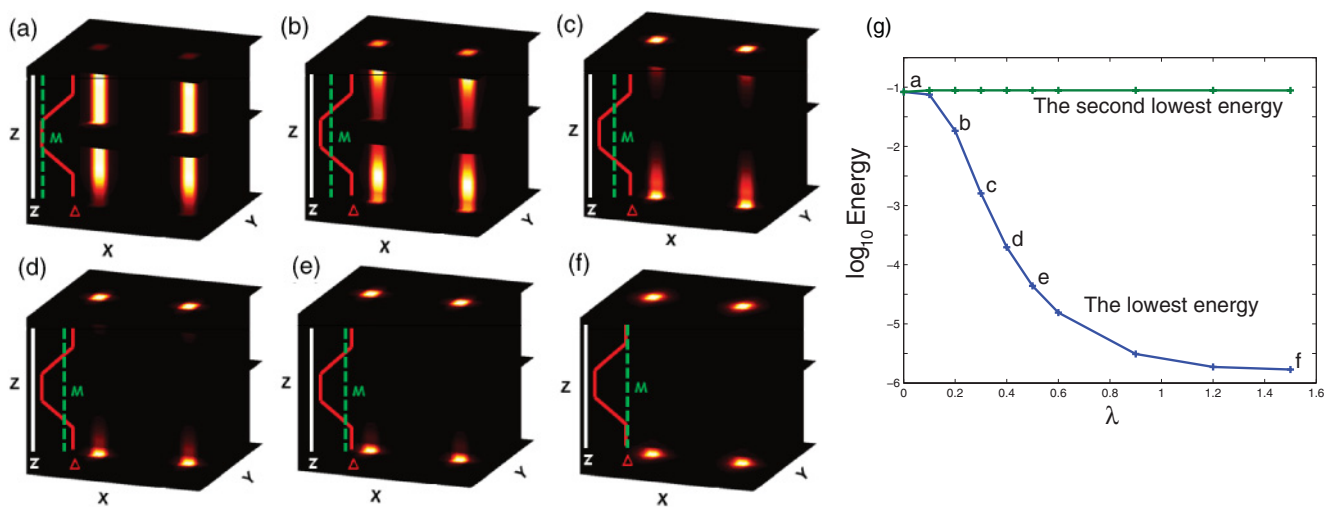 (a)
Z
M
Z
Δ
X
Y
(b)
Z
M
Z
Δ
X
Y
(c)
Z
M
Z
Δ
X
Y
(d)
Z
M
Z
Δ
X
Y
(e)
Z
M
Z
Δ
X
Y
(f)
Z
M
Z
Δ
X
Y
(g)
log₁₀ Energy
-1
-2
-3
-4
-5
-6
a
The second lowest energy
b
c
d
e
The lowest energy
f
0 0.2 0.4 0.6 0.8 1 1.2 1.4 1.6
λ